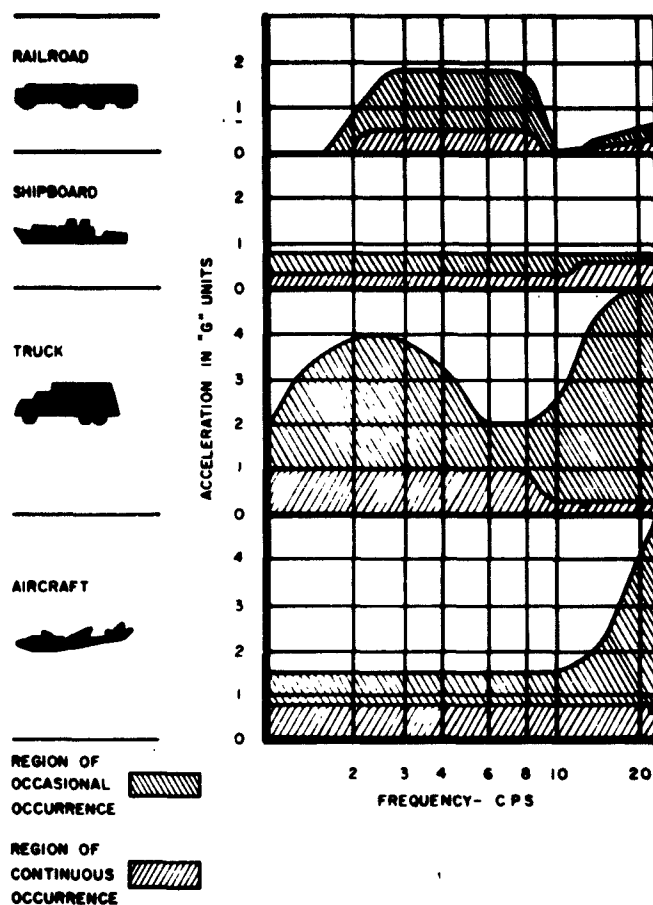 RAILROAD
2
1
0
SHIPBOARD
2
1
0
TRUCK
4
3
2
1
0
AIRCRAFT
4
3
2
1
0
ACCELERATION IN "G" UNITS
2 3 4 6 8 10 20
FREQUENCY- CPS
REGION OF
OCCASIONAL
OCCURRENCE
REGION OF
CONTINUOUS
OCCURRENCE